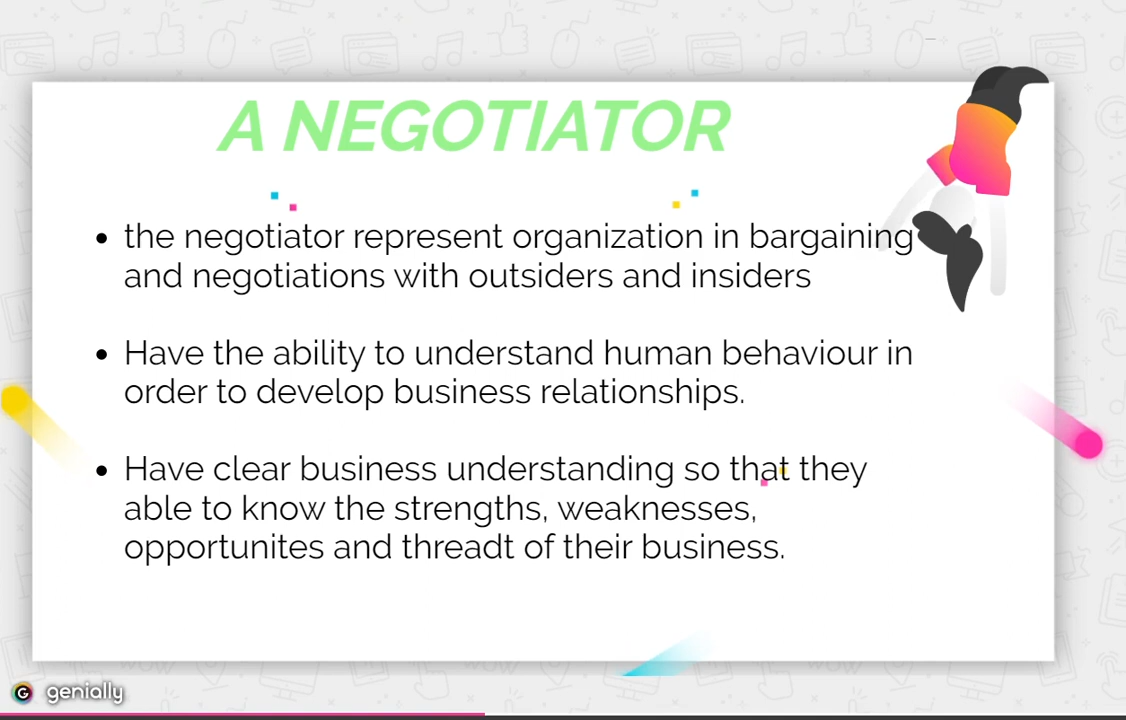 A NEGOTIATOR
• the negotiator represent organization in bargaining
and negotiations with outsiders and insiders
• Have the ability to understand human behaviour in
order to develop business relationships.
• Have clear business understanding so that they
able to know the strengths, weaknesses,
opportunites and threadt of their business.
genially